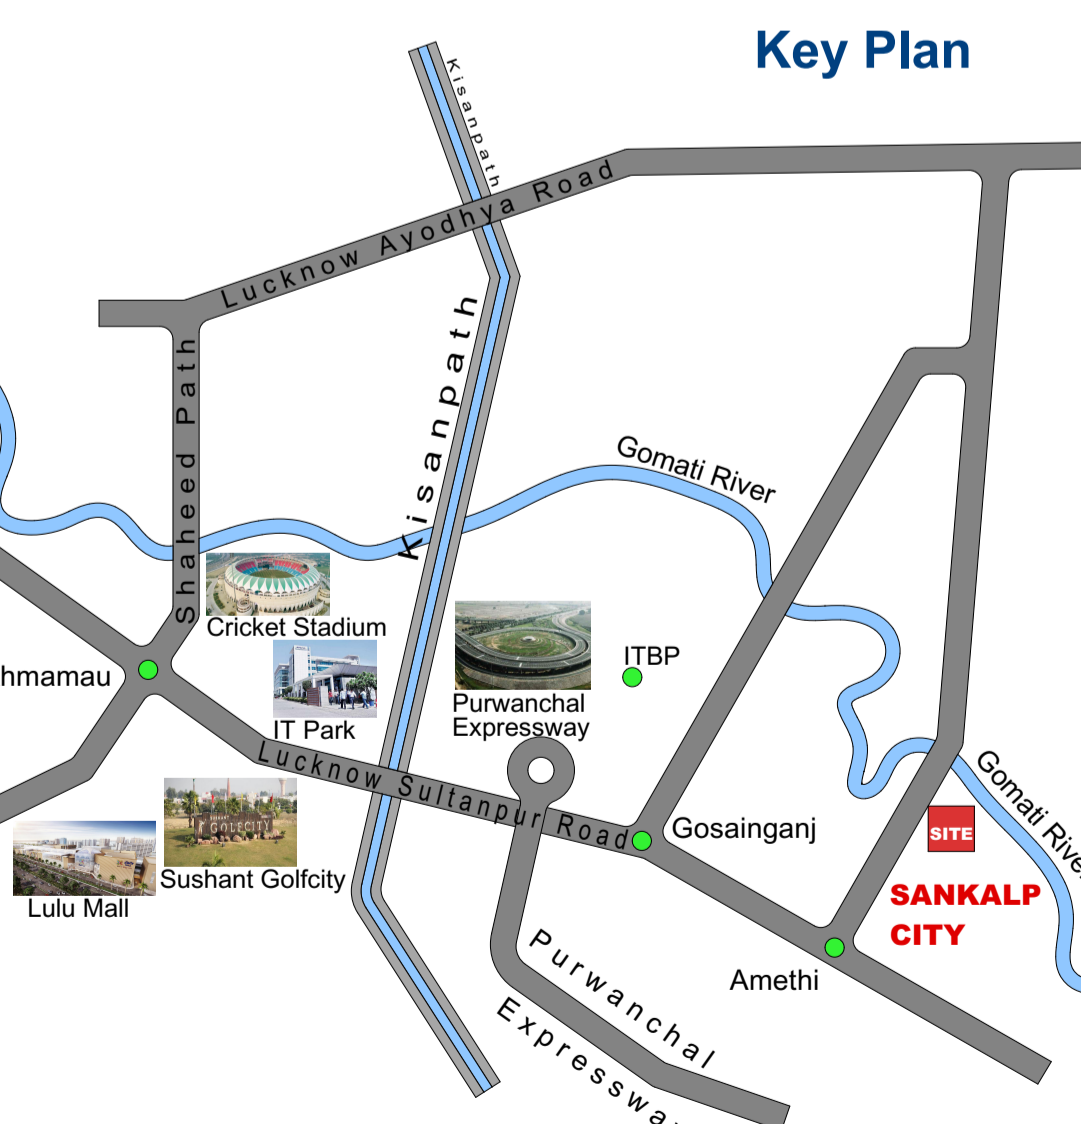 Key Plan
Kisanpath
Lucknow Ayodhya Road
Kisanpath
Shaheed Path
Gomati River
Cricket Stadium
ITBP
hmamau
IT Park
Purwanchal
Expressway
Lucknow Sultanpur Road
Gosainganj
Gomati River
SITE
GOLFCITY
Sushant Golfcity
Lulu Mall
SANKALP
CITY
Amethi
Purwanchal
Expressway